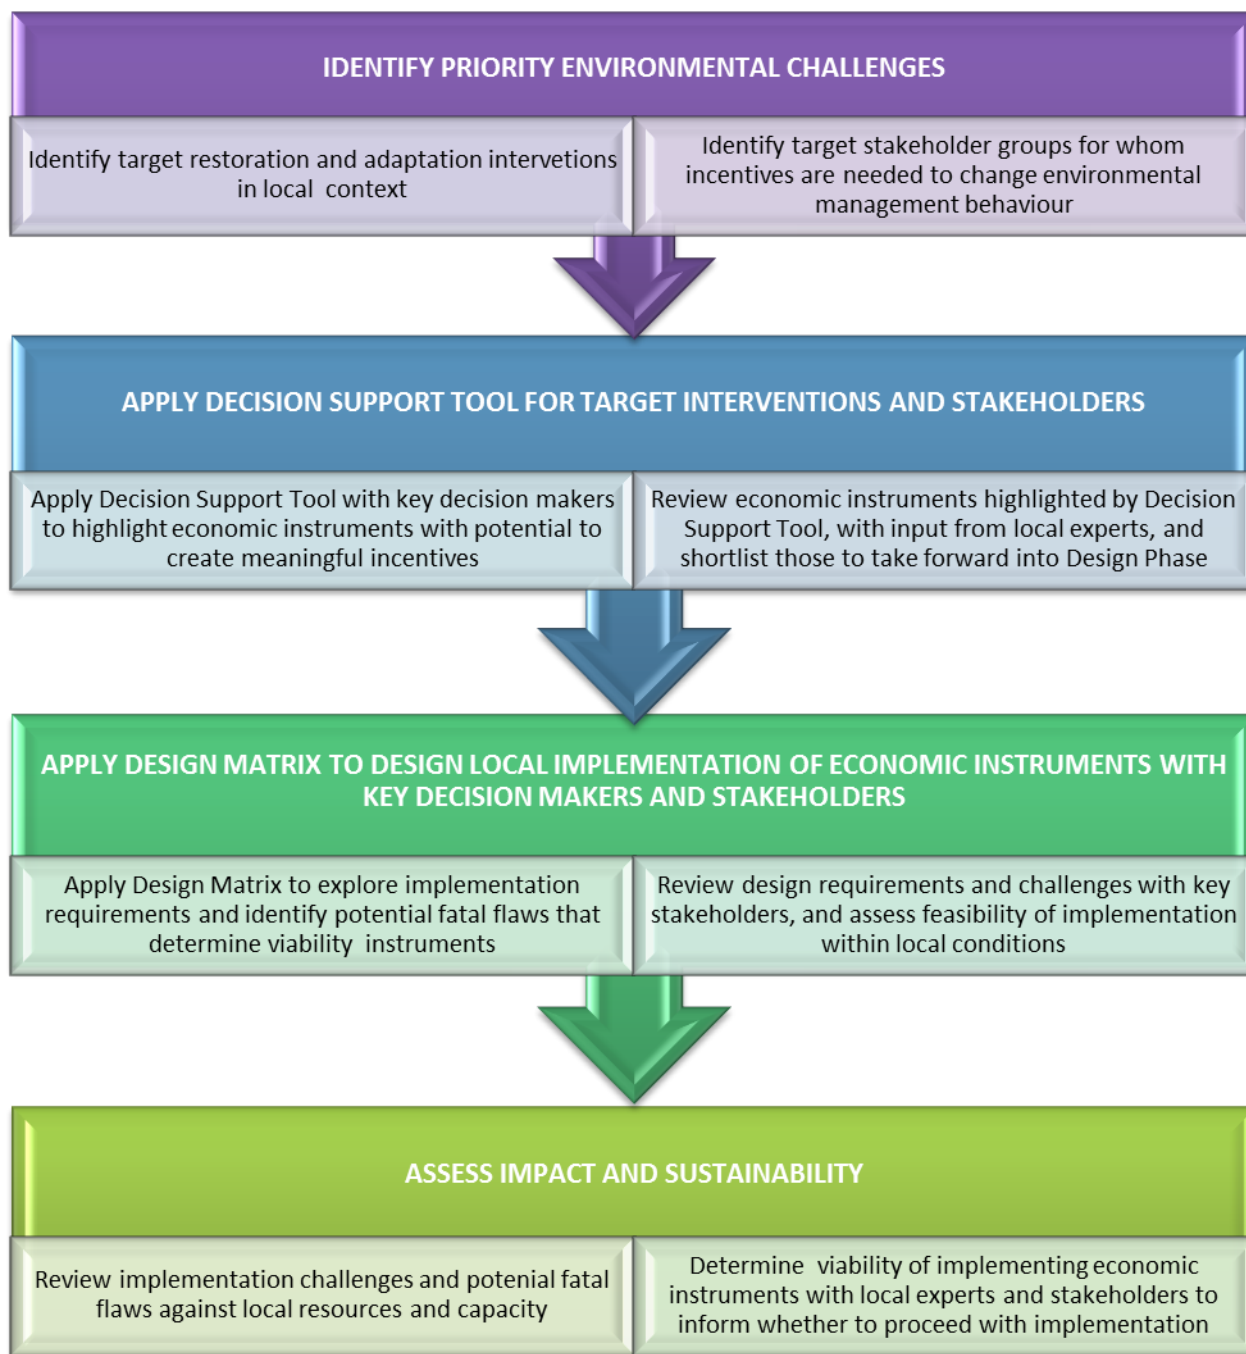 IDENTIFY PRIORITY ENVIRONMENTAL CHALLENGES
Identify target restoration and adaptation intervetions
in local context
Identify target stakeholder groups for whom
incentives are needed to change environmental
management behaviour
APPLY DECISION SUPPORT TOOL FOR TARGET INTERVENTIONS AND STAKEHOLDERS
Apply Decision Support Tool with key decision makers
to highlight economic instruments with potential to
create meaningful incentives
Review economic instruments highlighted by Decision
Support Tool, with input from local experts, and
shortlist those to take forward into Design Phase
APPLY DESIGN MATRIX TO DESIGN LOCAL IMPLEMENTATION OF ECONOMIC INSTRUMENTS WITH
KEY DECISION MAKERS AND STAKEHOLDERS
Apply Design Matrix to explore implementation
requirements and identify potential fatal flaws that
determine viability instruments
Review design requirements and challenges with key
stakeholders, and assess feasibility of implementation
within local conditions
ASSESS IMPACT AND SUSTAINABILITY
Review implementation challenges and potenial fatal
flaws against local resources and capacity
Determine viability of implementing economic
instruments with local experts and stakeholders to
inform whether to proceed with implementation